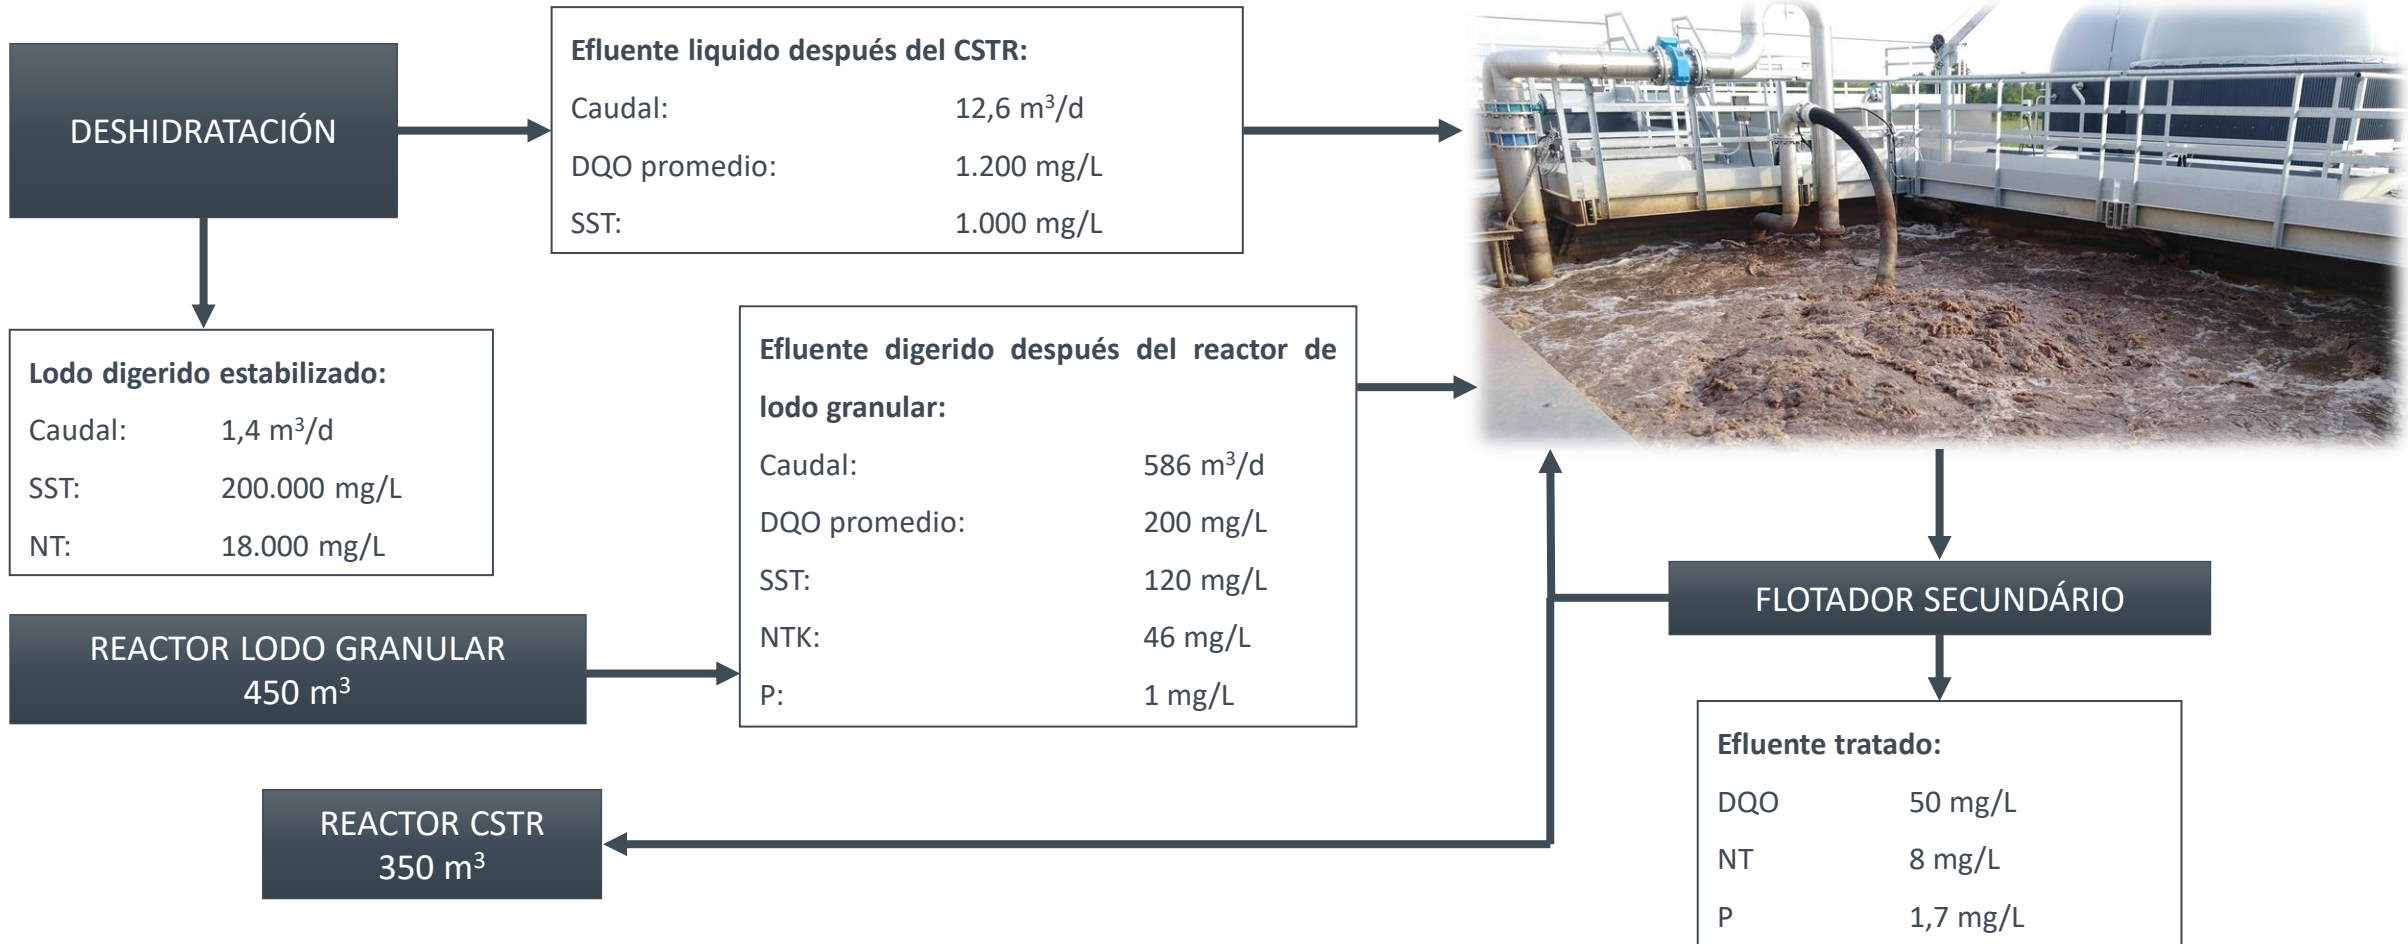 DESHIDRATACIÓN
Efluente liquido después del CSTR:
Caudal: 12,6 m³/d
DQO promedio: 1.200 mg/L
SST: 1.000 mg/L
Lodo digerido estabilizado:
Caudal: 1,4 m³/d
SST: 200.000 mg/L
NT: 18.000 mg/L
Efluente digerido después del reactor de
lodo granular:
Caudal: 586 m³/d
DQO promedio: 200 mg/L
SST: 120 mg/L
NTK: 46 mg/L
P: 1 mg/L
REACTOR LODO GRANULAR
450 m³
REACTOR CSTR
350 m³
FLOTADOR SECUNDÁRIO
Efluente tratado:
DQO 50 mg/L
NT 8 mg/L
P 1,7 mg/L